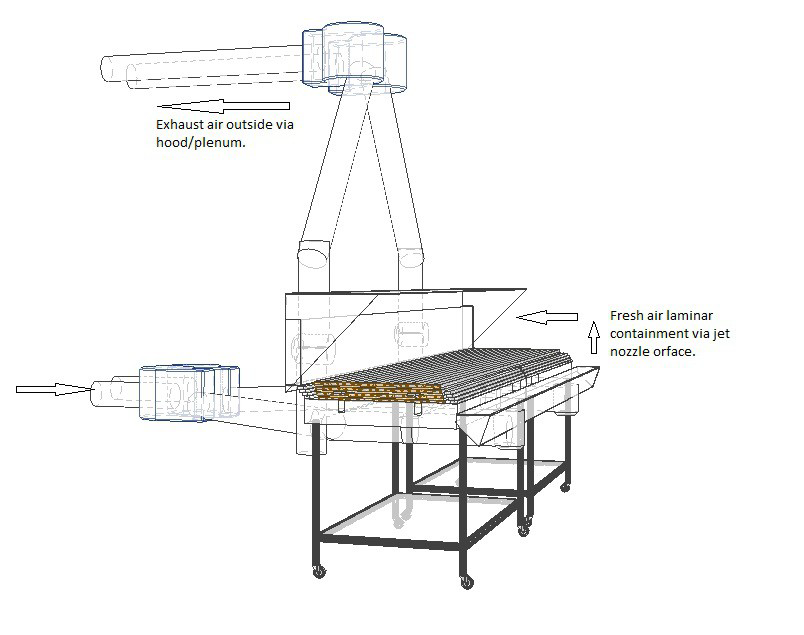 Exhaust air outside via
hood/plenum.
Fresh air laminar
containment via jet
nozzle orface.